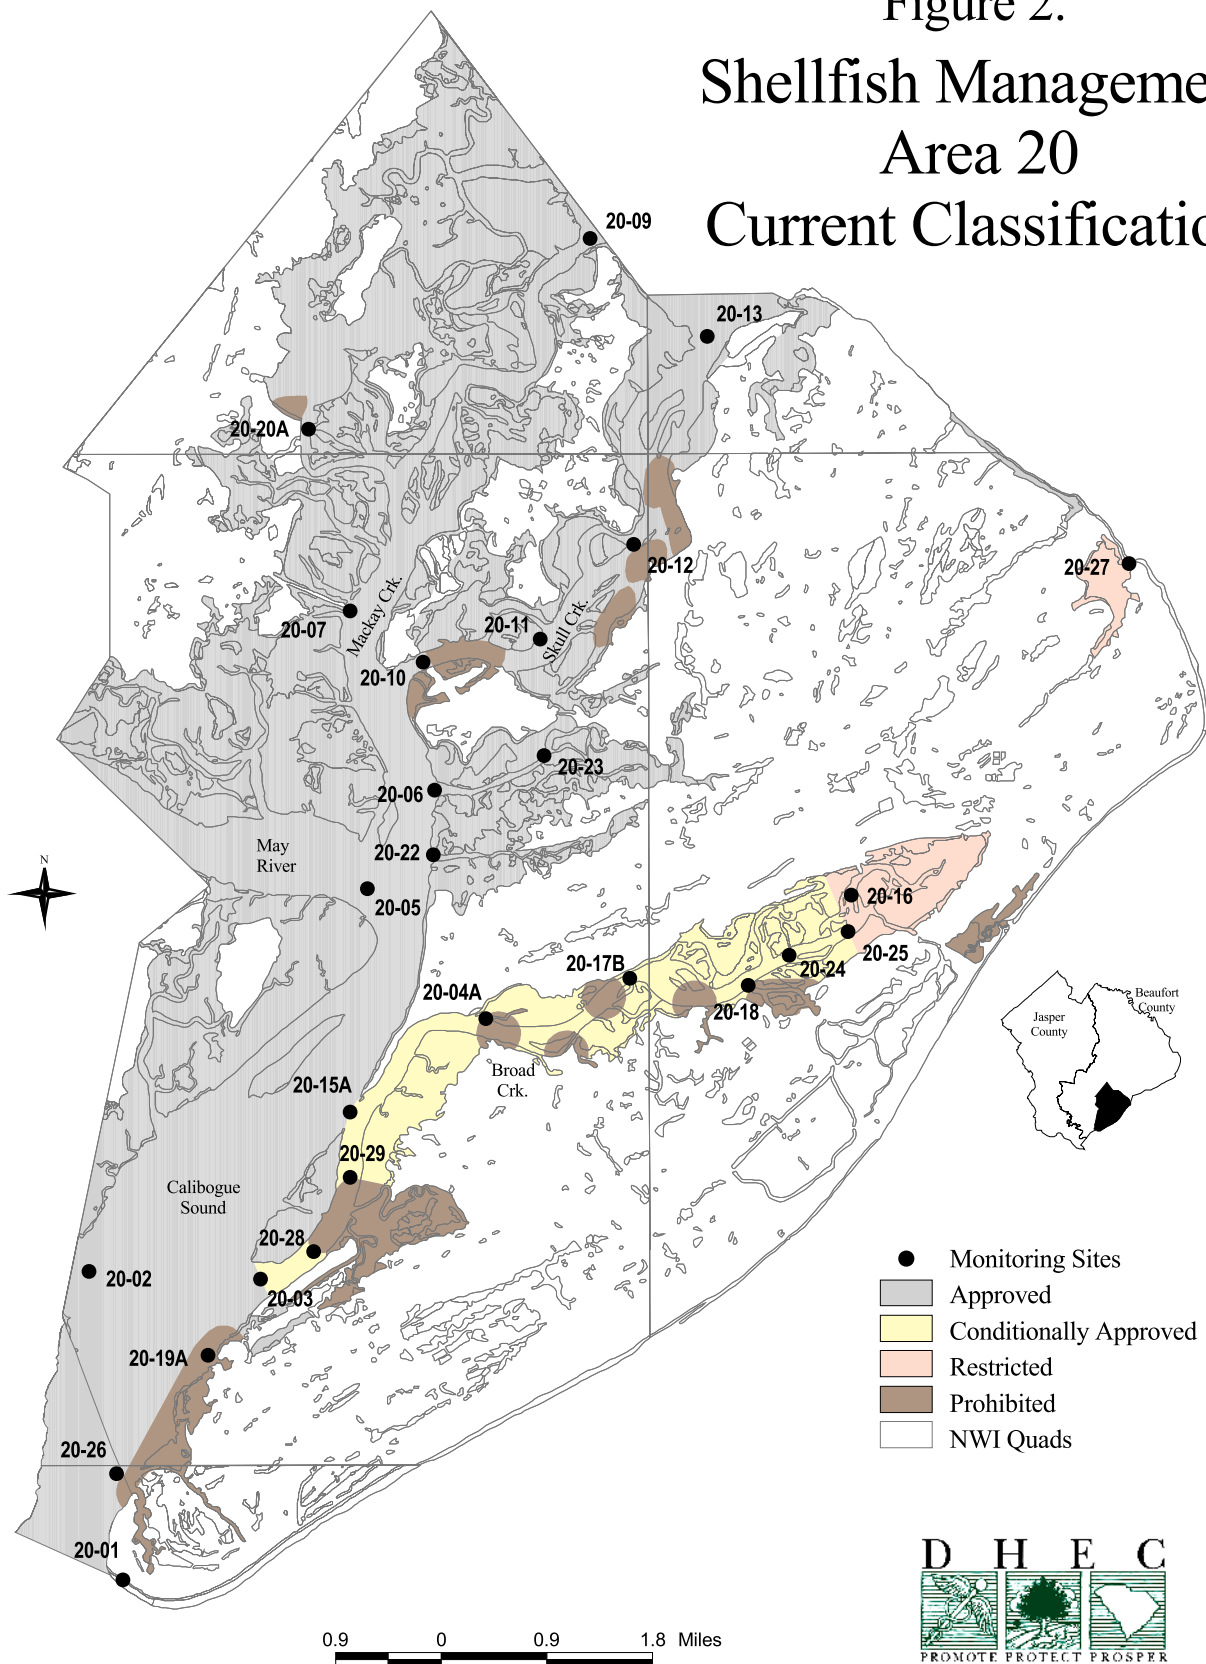 Figure 2.
Shellfish Manageme
Area 20
Current Classificatio
20-09
20-13
20-20A
20-12
20-27
20-07
Mackay Crk.
20-11
Skull Crk.
20-10
20-23
20-06
May
River
20-22
20-05
20-16
20-25
20-17B
20-24
20-04A
20-18
Broad
Crk.
20-15A
20-29
Calibogue
Sound
20-28
20-02
20-03
20-19A
20-26
20-01
N
Jasper
County
Beaufort
County
Monitoring Sites
Approved
Conditionally Approved
Restricted
Prohibited
NWI Quads
0.9 0 0.9 1.8 Miles
D H E C
PROMOTE PROTECT PROSPER